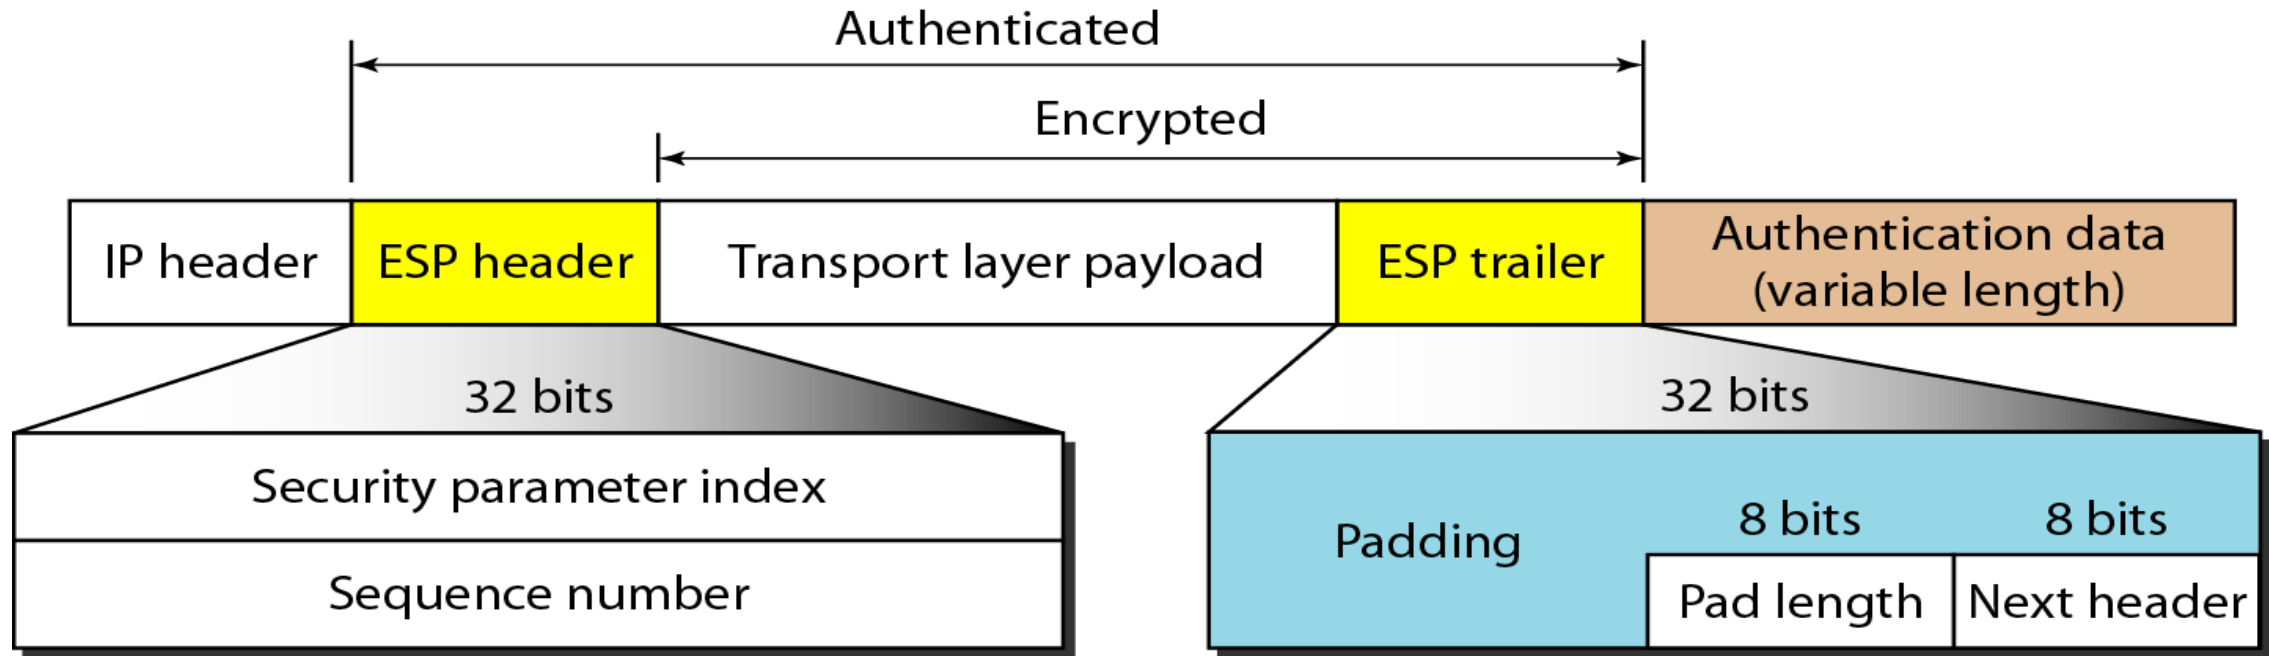 Authenticated
Encrypted
IP header
ESP header
Transport layer payload
ESP trailer
Authentication data
(variable length)
32 bits
32 bits
Security parameter index
Sequence number
Padding
8 bits
8 bits
Pad length
Next header